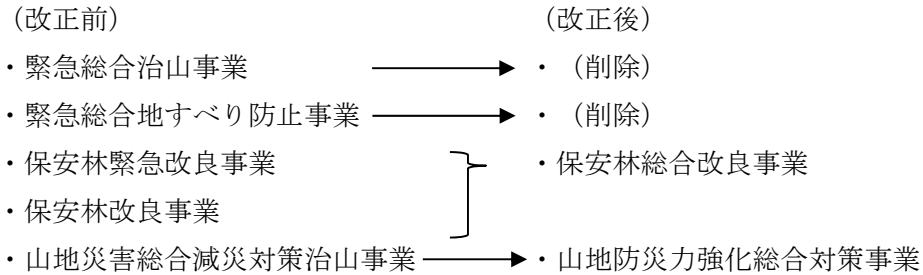 （改正前） （改正後）
・緊急総合治山事業 ・（削除）
・緊急総合地すべり防止事業 ・（削除）
・保安林緊急改良事業 ・保安林総合改良事業
・保安林改良事業
・山地災害総合減災対策治山事業 ・山地防災力強化総合対策事業